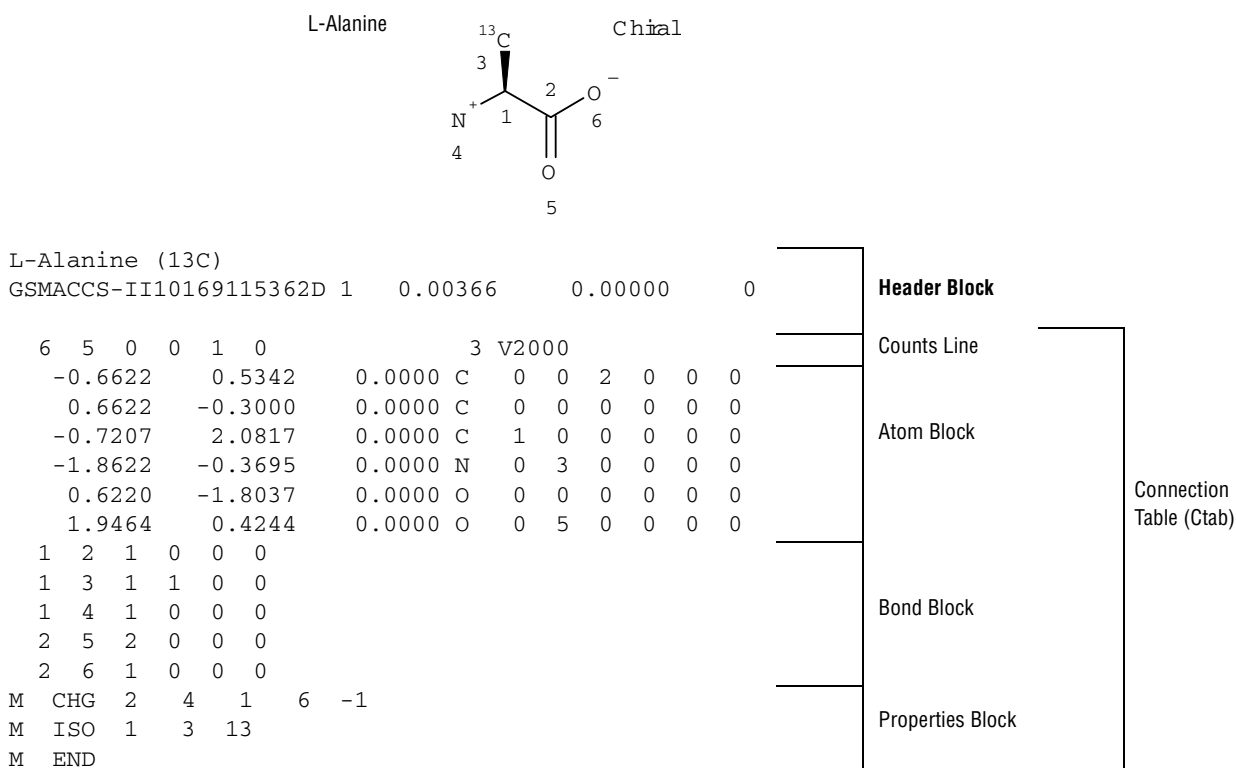 L-Alanine
13C
Chiral
3
2
O −
N +
1
6
4
O
5
L-Alanine (13C)
GSMACCS-II10169115362D 1   0.00366     0.00000     0
Header Block
6  5  0  0  1  0              3 V2000
Counts Line
-0.6622    0.5342    0.0000 C   0  0  2  0  0  0
0.6622   -0.3000    0.0000 C   0  0  0  0  0  0
-0.7207    2.0817    0.0000 C   1  0  0  0  0  0
Atom Block
-1.8622   -0.3695    0.0000 N   0  3  0  0  0  0
0.6220   -1.8037    0.0000 O   0  0  0  0  0  0
1.9464    0.4244    0.0000 O   0  5  0  0  0  0
Connection
Table (Ctab)
1  2  1  0  0  0
1  3  1  1  0  0
1  4  1  0  0  0
Bond Block
2  5  2  0  0  0
2  6  1  0  0  0
M  CHG  2   4   1   6  -1
M  ISO  1   3  13
Properties Block
M  END